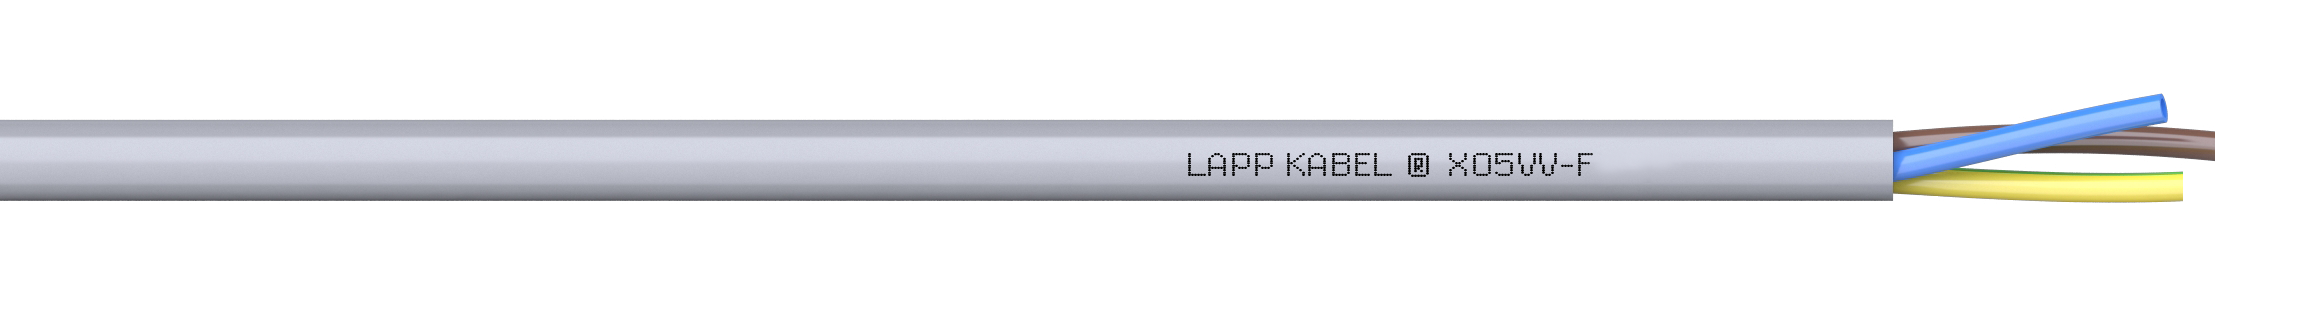 LAPP KABEL ® X05VV-F